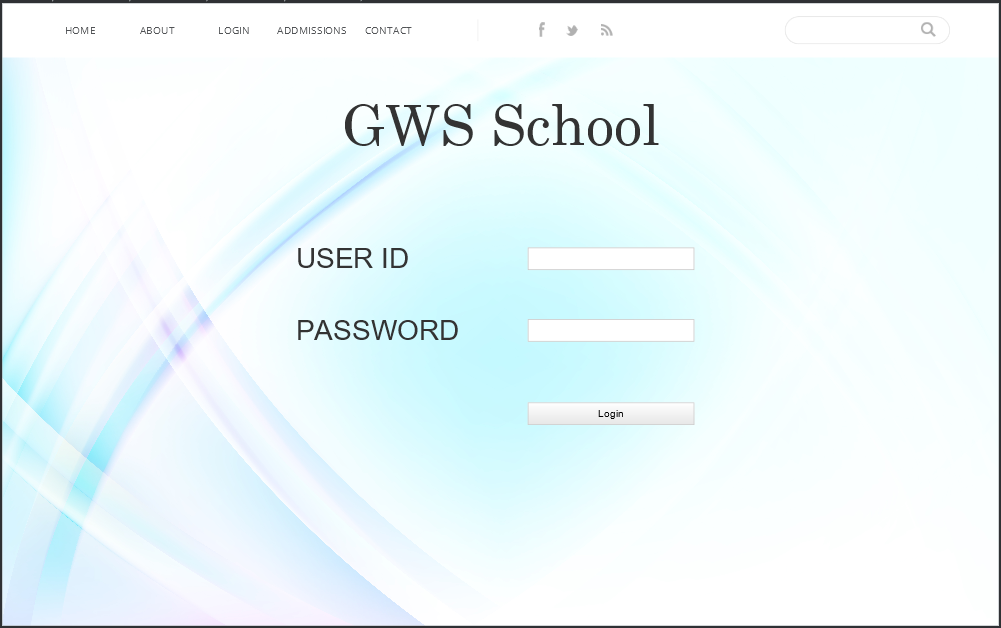 HOME ABOUT LOGIN ADDMISSIONS CONTACT
GWS School
USER ID
PASSWORD
Login